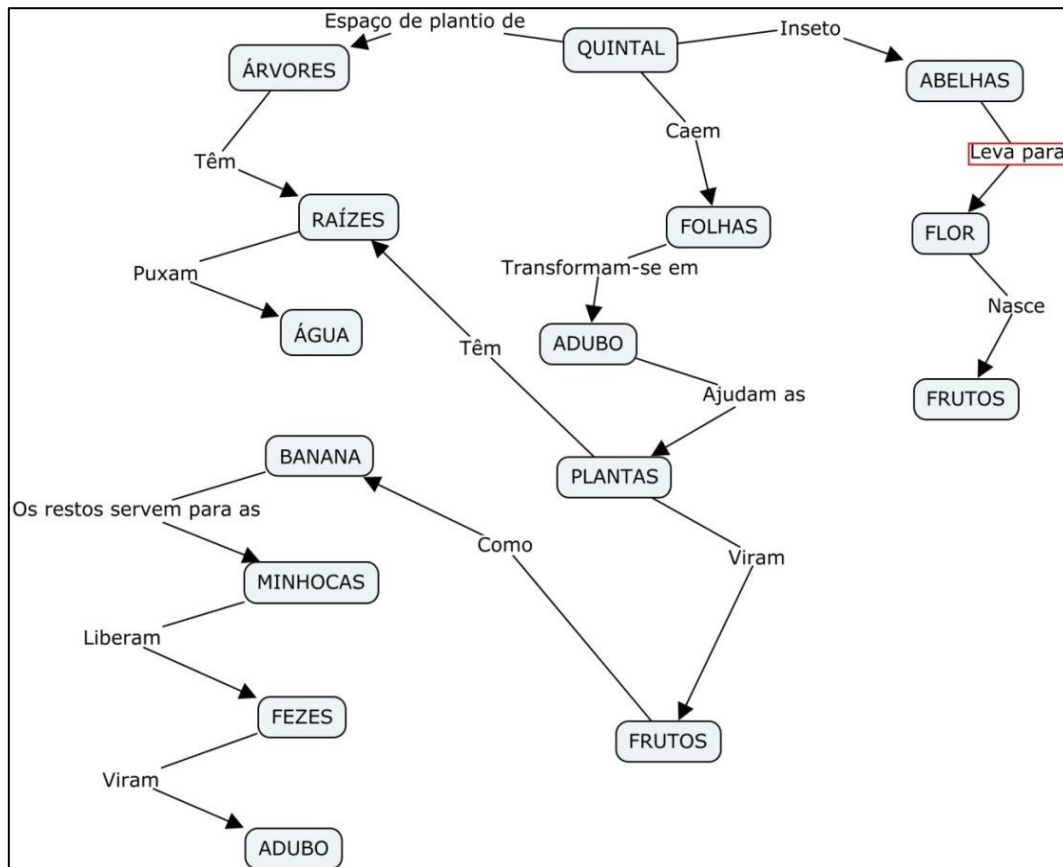 Espaço de plantio de
QUINTAL
Inseto
ÁRVORES
ABELHAS
Caem
Têm
Leva para
RAÍZES
FOLHAS
FLOR
Puxam
Transformam-se em
Nasce
ÁGUA
ADUBO
Têm
Ajudam as
FRUTOS
BANANA
PLANTAS
Os restos servem para as
Como
Viram
MINHOCAS
Liberam
FEZES
FRUTOS
Viram
ADUBO